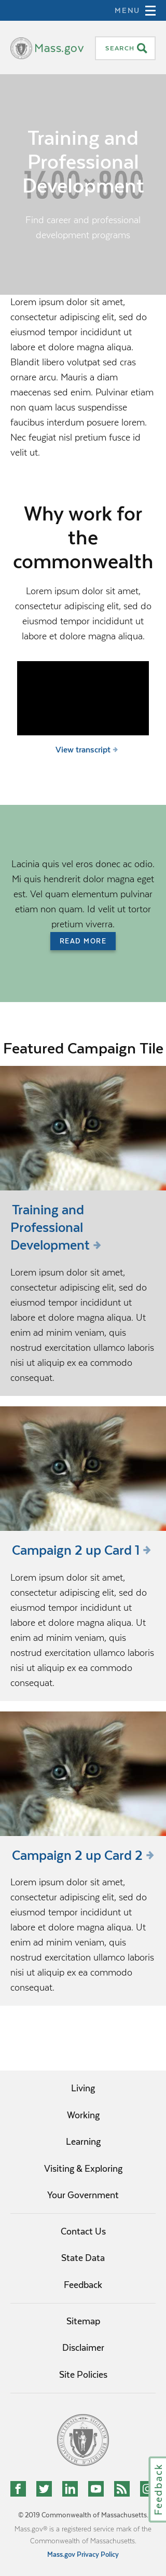 MENU
Mass.gov
SEARCH
1600x800
Training and
Professional
Development
Find career and professional
development programs
Lorem ipsum dolor sit amet,
consectetur adipiscing elit, sed do
eiusmod tempor incididunt ut
labore et dolore magna aliqua.
Blandit libero volutpat sed cras
ornare arcu. Mauris a diam
maecenas sed enim. Pulvinar etiam
non quam lacus suspendisse
faucibus interdum posuere lorem.
Nec feugiat nisl pretium fusce id
velit ut.
Why work for
the
commonwealth
Lorem ipsum dolor sit amet,
consectetur adipiscing elit, sed do
eiusmod tempor incididunt ut
labore et dolore magna aliqua.
View transcript
Lacinia quis vel eros donec ac odio.
Mi quis hendrerit dolor magna eget
est. Vel quam elementum pulvinar
etiam non quam. Id velit ut tortor
pretium viverra.
READ MORE
Featured Campaign Tile
Training and
Professional
Development
Lorem ipsum dolor sit amet,
consectetur adipiscing elit, sed do
eiusmod tempor incididunt ut
labore et dolore magna aliqua. Ut
enim ad minim veniam, quis
nostrud exercitation ullamco laboris
nisi ut aliquip ex ea commodo
consequat.
Campaign 2 up Card 1
Lorem ipsum dolor sit amet,
consectetur adipiscing elit, sed do
eiusmod tempor incididunt ut
labore et dolore magna aliqua. Ut
enim ad minim veniam, quis
nostrud exercitation ullamco laboris
nisi ut aliquip ex ea commodo
consequat.
Campaign 2 up Card 2
Lorem ipsum dolor sit amet,
consectetur adipiscing elit, sed do
eiusmod tempor incididunt ut
labore et dolore magna aliqua. Ut
enim ad minim veniam, quis
nostrud exercitation ullamco laboris
nisi ut aliquip ex ea commodo
consequat.
Living
Working
Learning
Visiting & Exploring
Your Government
Contact Us
State Data
Feedback
Sitemap
Disclaimer
Site Policies
Feedback
© 2019 Commonwealth of Massachusetts.
Mass.gov® is a registered service mark of the
Commonwealth of Massachusetts.
Mass.gov Privacy Policy